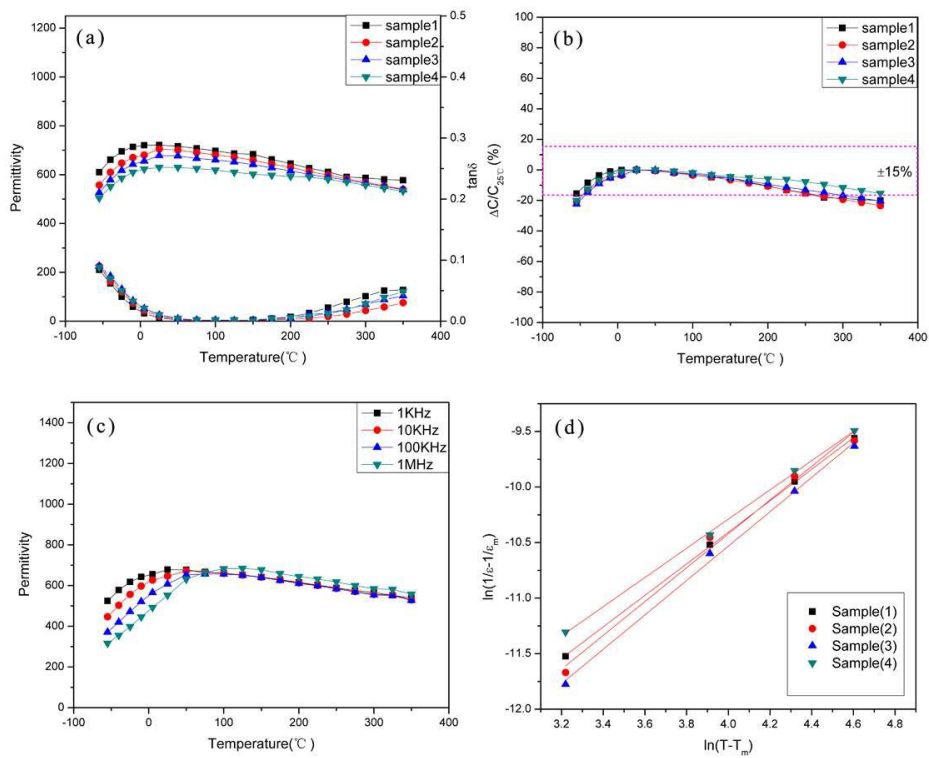 (a)
sample1
sample2
sample3
sample4
1200
1000
800
600
400
200
0
0.5
0.4
0.3
0.2
0.1
0.0
-100
0
100
200
300
400
Permittivity
tanδ
Temperature(℃)
(b)
sample1
sample2
sample3
sample4
100
80
60
40
20
0
-20
-40
-60
-80
-100
±15%
-100
0
100
200
300
400
ΔC/C25℃ (%)
Temperature(℃)
(c)
1KHz
10KHz
100KHz
1MHz
1400
1200
1000
800
600
400
200
0
-100
0
100
200
300
Permittivity
Temperature(℃)
(d)
-9.5
-10.0
-10.5
-11.0
-11.5
-12.0
Sample(1)
Sample(2)
Sample(3)
Sample(4)
3.2
3.4
3.6
3.8
4.0
4.2
4.4
4.6
4.8
ln(1/ε-1/εm)
ln(T-Tm)